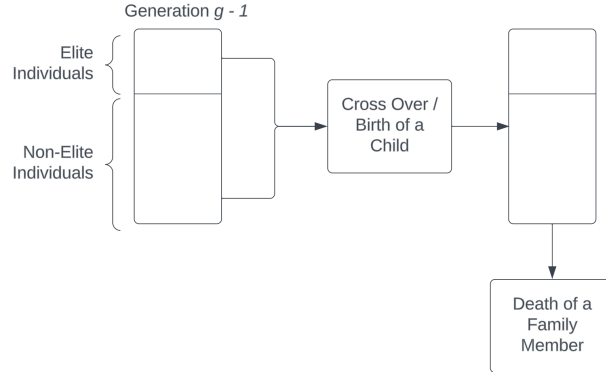 Generation g - 1
Elite
Individuals
Non-Elite
Individuals
Cross Over /
Birth of a
Child
Death of a
Family
Member